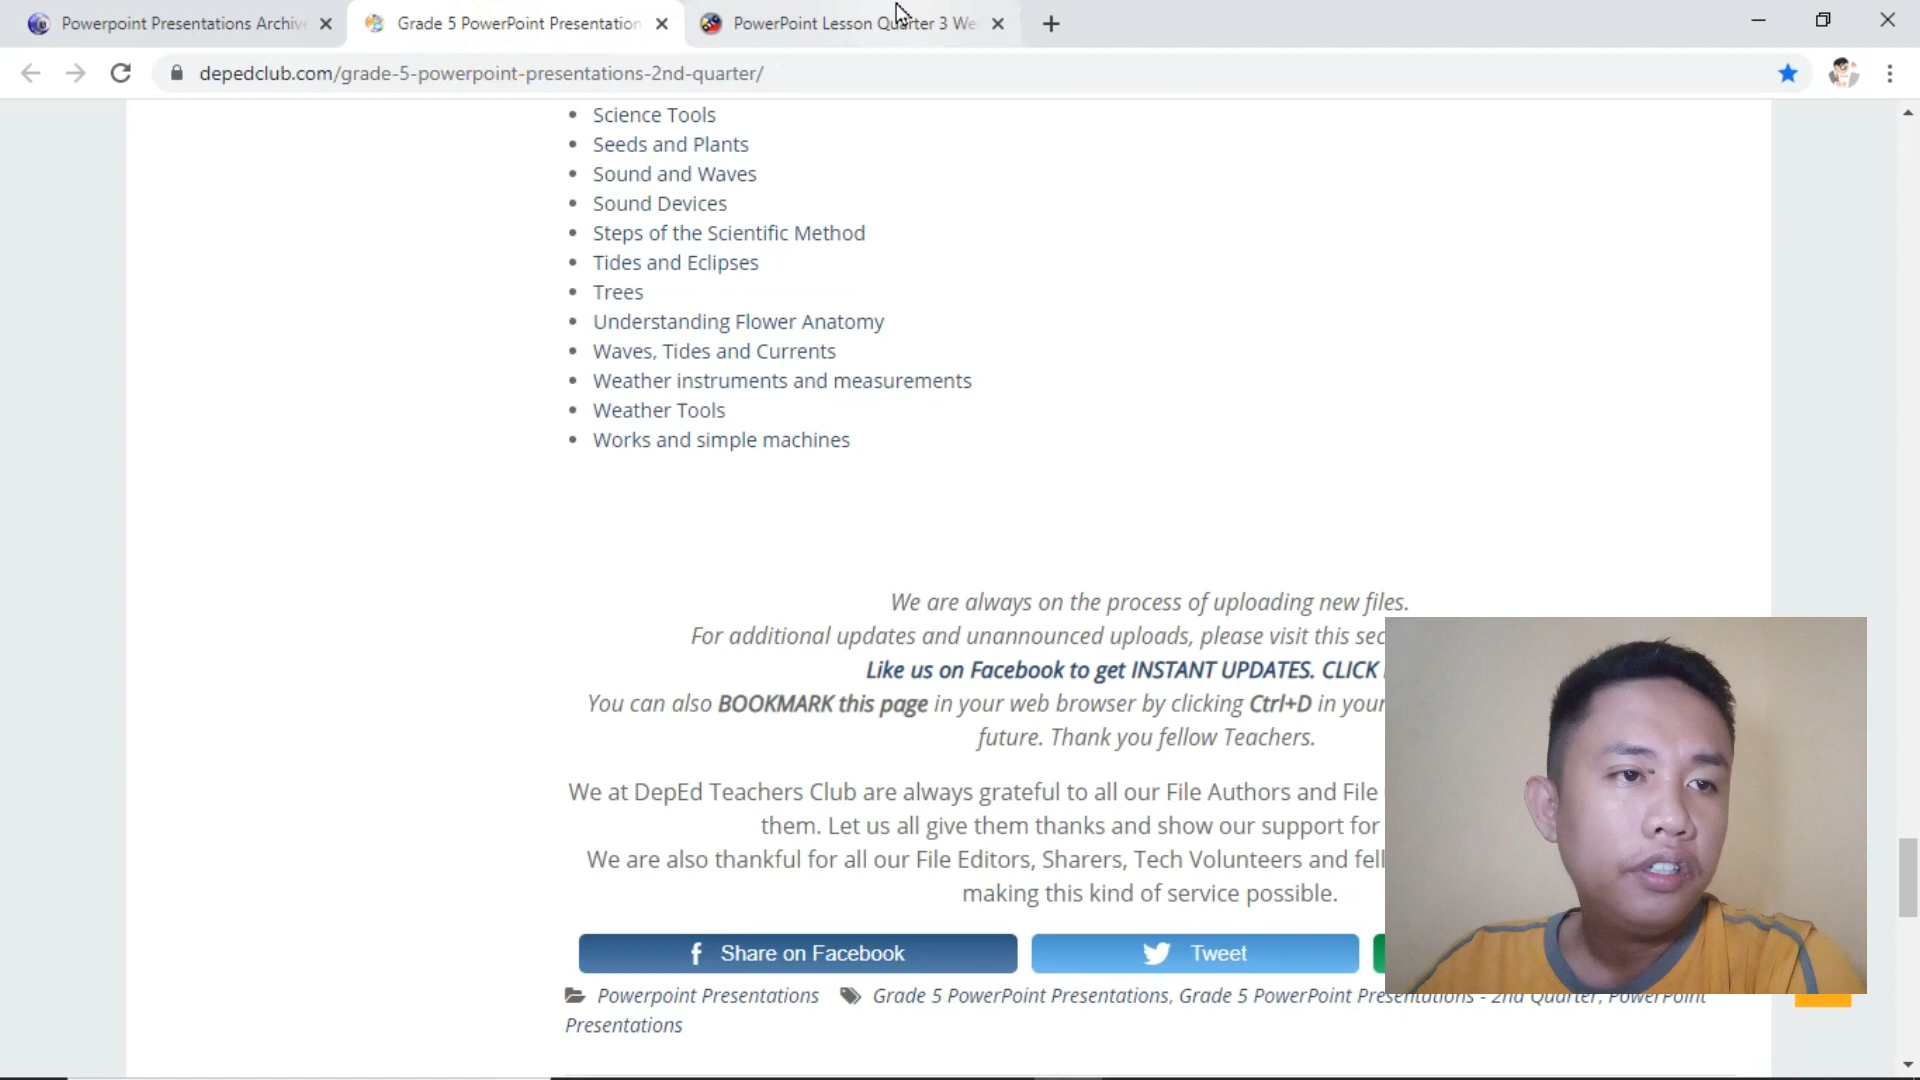 Powerpoint Presentations Archive
Grade 5 PowerPoint Presentation
PowerPoint Lesson Quarter 3 We
depedclub.com/grade-5-powerpoint-presentations-2nd-quarter/
Science Tools
Seeds and Plants
Sound and Waves
Sound Devices
Steps of the Scientific Method
Tides and Eclipses
Trees
Understanding Flower Anatomy
Waves, Tides and Currents
Weather instruments and measurements
Weather Tools
Works and simple machines
We are always on the process of uploading new files.
For additional updates and unannounced uploads, please visit this sec
Like us on Facebook to get INSTANT UPDATES. CLICK
You can also BOOKMARK this page in your web browser by clicking Ctrl+D in your
future. Thank you fellow Teachers.
We at DepEd Teachers Club are always grateful to all our File Authors and File
them. Let us all give them thanks and show our support for
We are also thankful for all our File Editors, Sharers, Tech Volunteers and fell
making this kind of service possible.
Share on Facebook
Tweet
Powerpoint Presentations Grade 5 PowerPoint Presentations, Grade 5 PowerPoint Presentations - 2nd Quarter, PowerPoint
Presentations